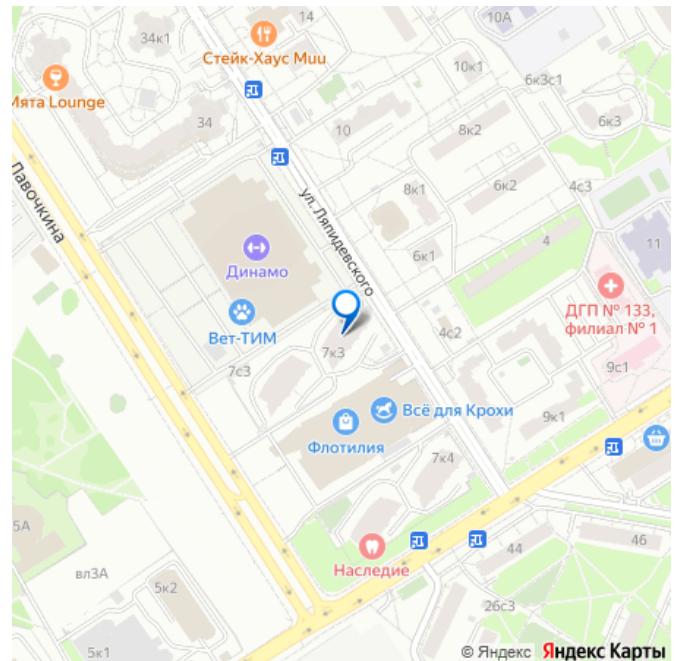 14
10А
34к1
Стейк-Хаус Muu
10к1
6к3с1
Мята Lounge
34
10
8к2
6к3
Лавочкина
ул. Ляпидевского
8к1
6к2
4с3
4
11
Динамо
6к1
ДГП № 133,
филиал № 1
Вет-ТИМ
4с2
7к3
7с3
9с1
Всё для Крохи
9к1
Флотилия
7к4
5А
44
46
Наследие
вл3А
5к2
26с3
5к1
© Яндекс Яндекс Карты